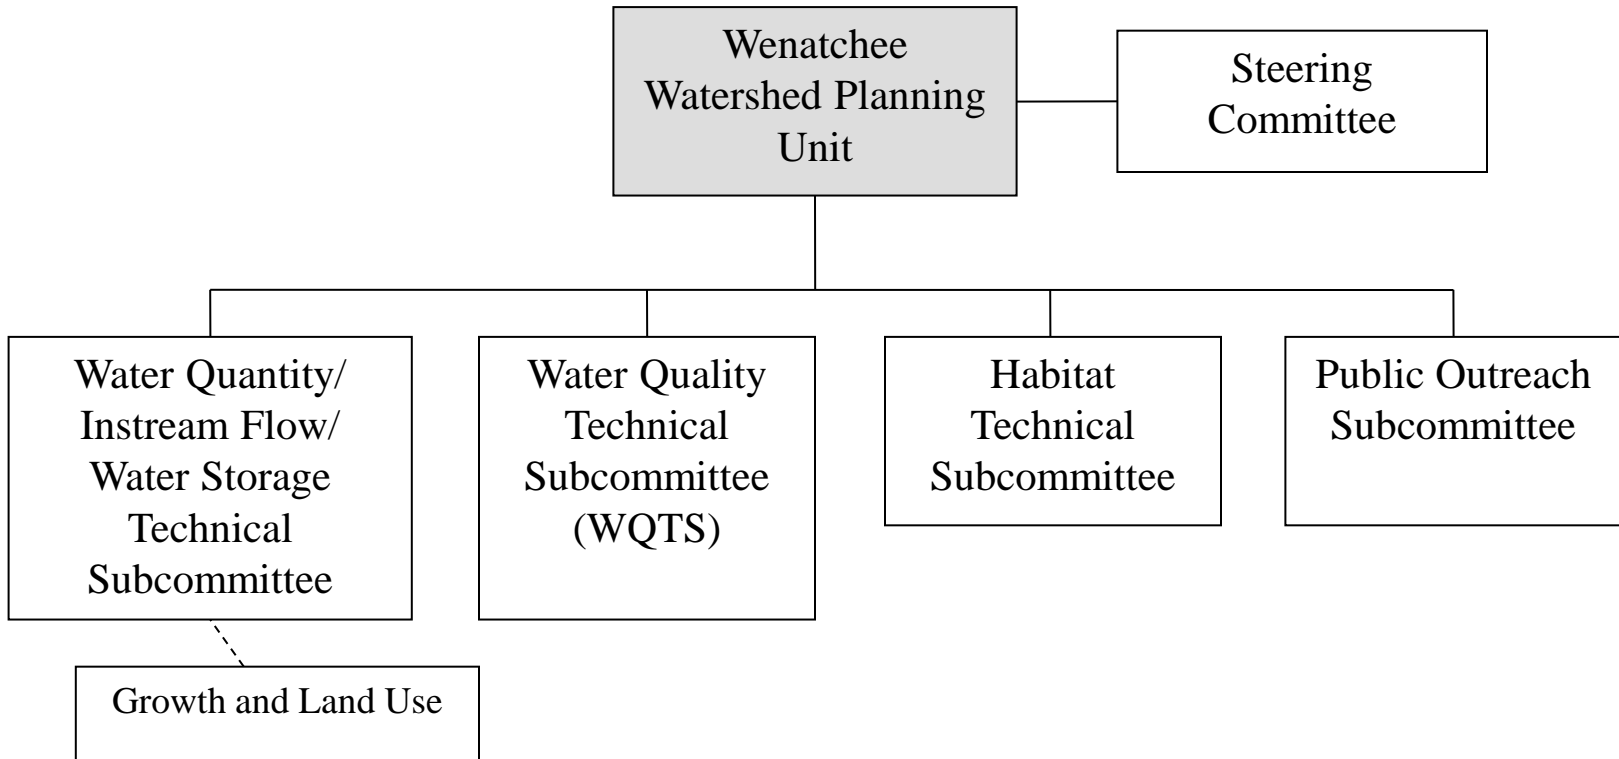 Wenatchee
Watershed Planning
Unit
Steering
Committee
Water Quantity/
Instream Flow/
Water Storage
Technical
Subcommittee
Water Quality
Technical
Subcommittee
(WQTS)
Habitat
Technical
Subcommittee
Public Outreach
Subcommittee
Growth and Land Use